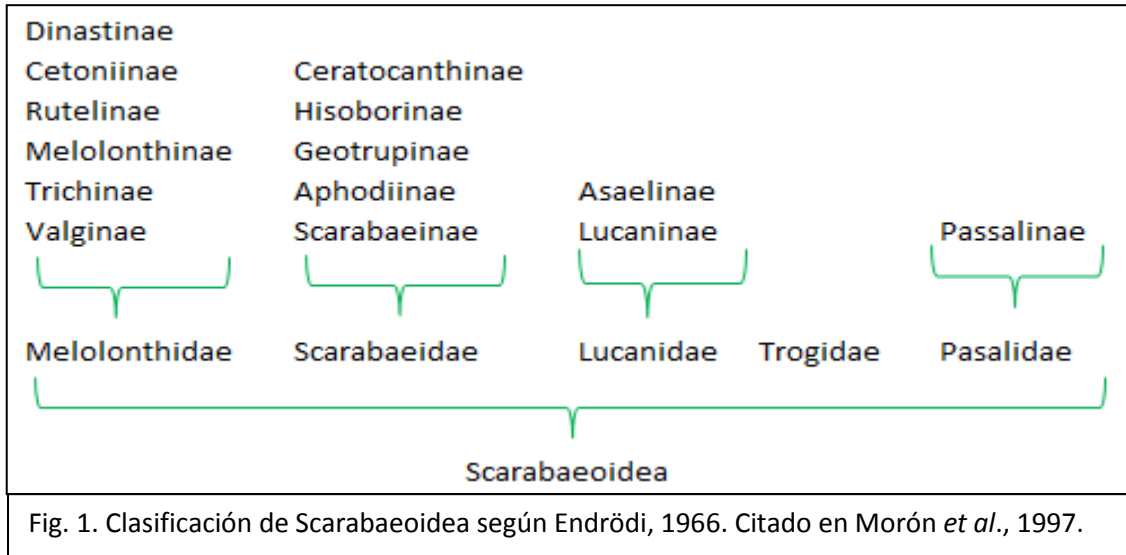 Dinastinae
Cetoniinae Ceratocanthinae
Rutelinae Hisoborinae
Melolonthinae Geotrupinae
Trichinae Aphodiinae Asaelinae
Valginae Scarabaeinae Lucaninae Passalinae
Melolonthidae Scarabaeidae Lucanidae Trogidae Pasalidae
Scarabaeoidea
Fig. 1. Clasificación de Scarabaeoidea según Endrödi, 1966. Citado en Morón et al., 1997.